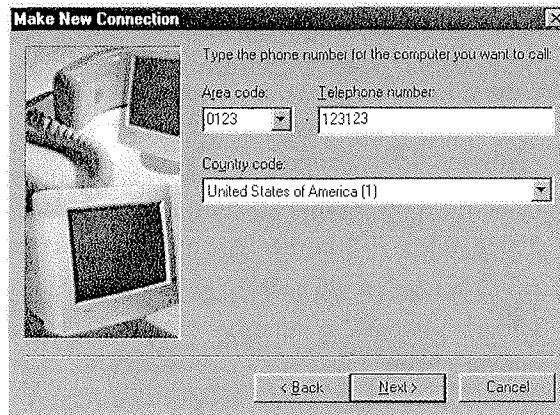 Make New Connection
Type the phone number for the computer you want to call:
Area code: Telephone number:
0123 - 123123
Country code:
United States of America (1)
< Back Next > Cancel